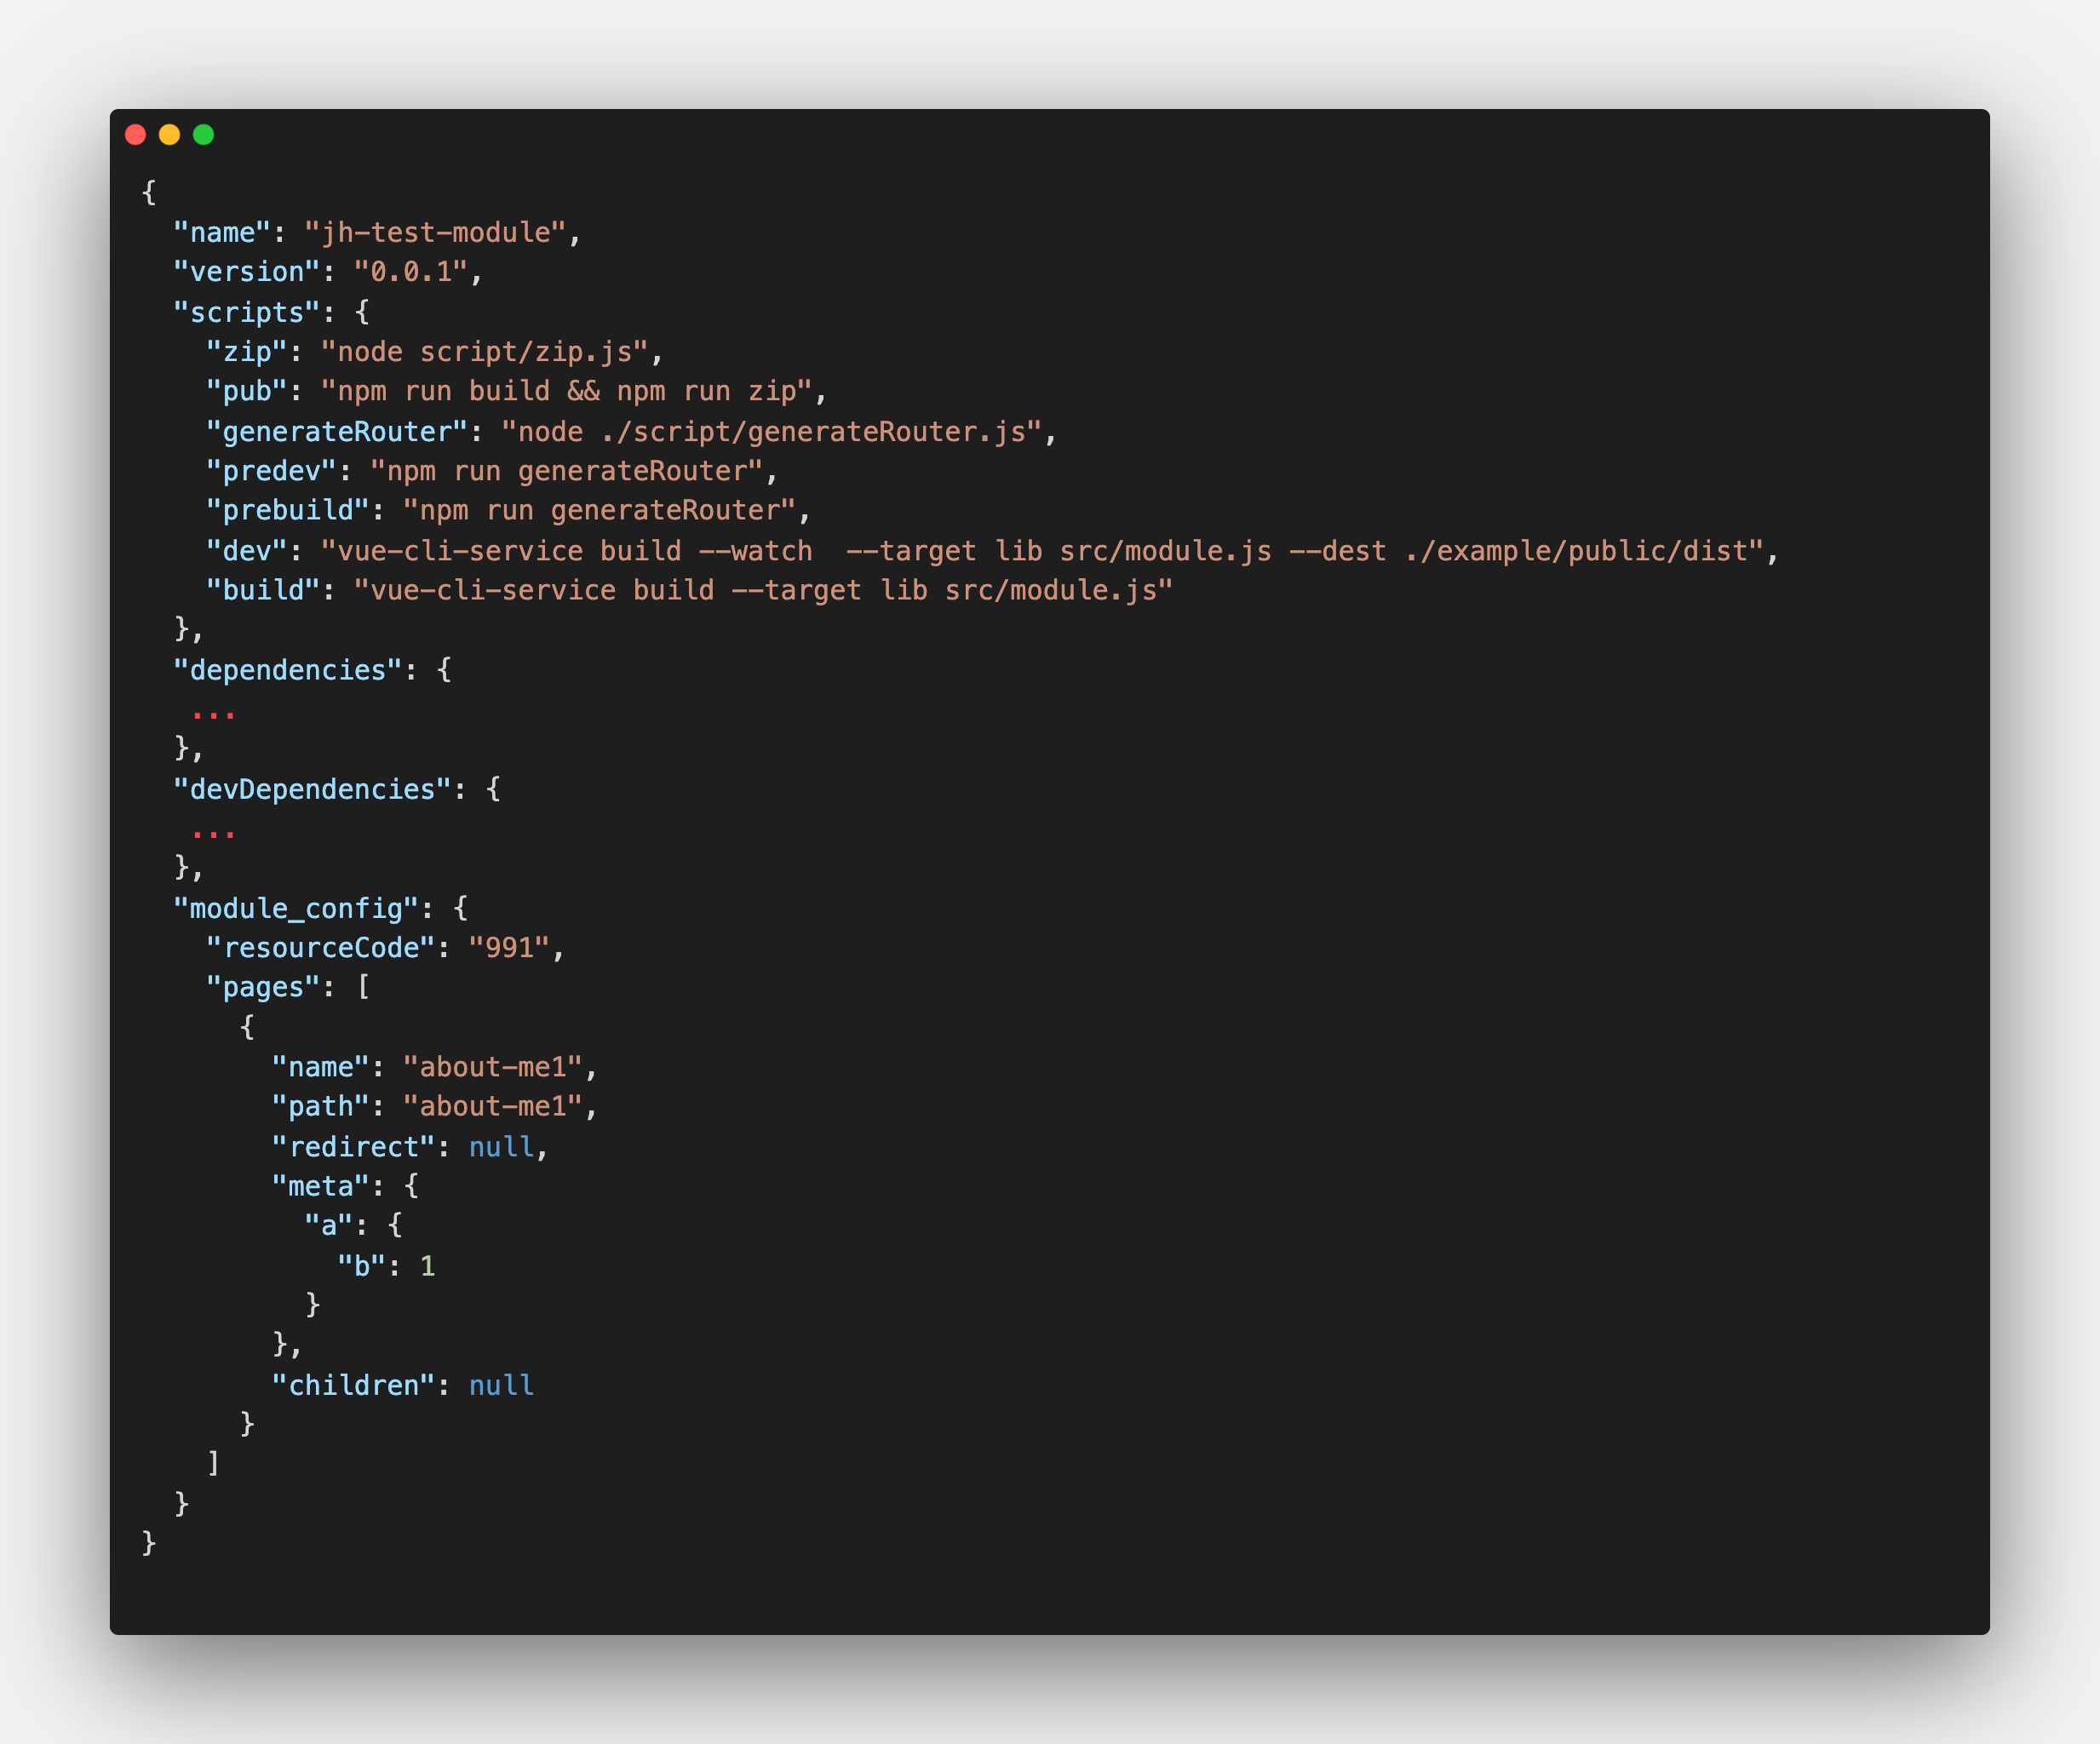 {
  "name": "jh-test-module",
  "version": "0.0.1",
  "scripts": {
    "zip": "node script/zip.js",
    "pub": "npm run build && npm run zip",
    "generateRouter": "node ./script/generateRouter.js",
    "predev": "npm run generateRouter",
    "prebuild": "npm run generateRouter",
    "dev": "vue-cli-service build --watch  --target lib src/module.js --dest ./example/public/dist",
    "build": "vue-cli-service build --target lib src/module.js"
  },
  "dependencies": {
   ...
  },
  "devDependencies": {
   ...
  },
  "module_config": {
    "resourceCode": "991",
    "pages": [
      {
        "name": "about-me1",
        "path": "about-me1",
        "redirect": null,
        "meta": {
          "a": {
            "b": 1
          }
        },
        "children": null
      }
    ]
  }
}